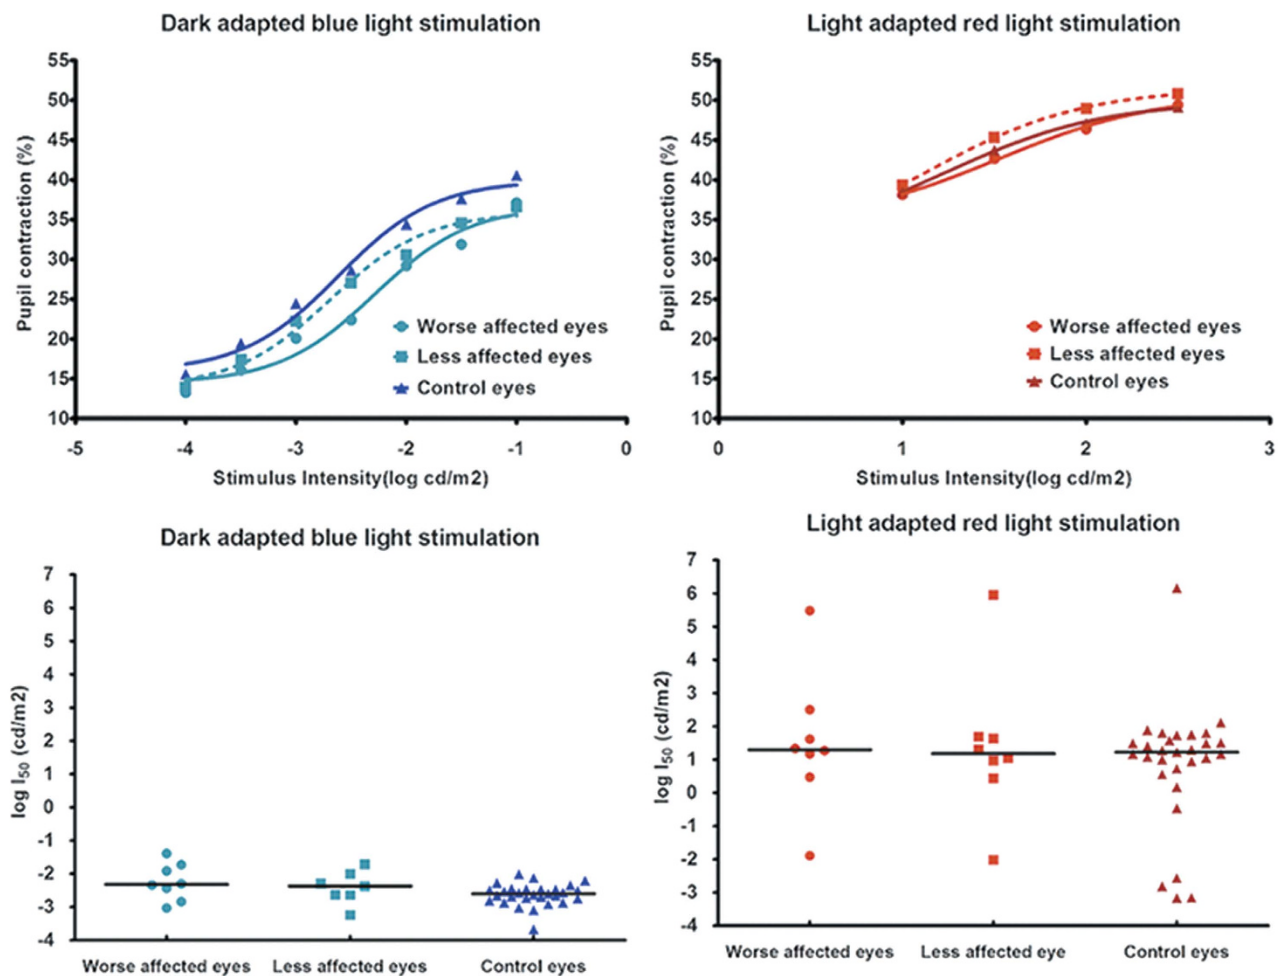 Dark adapted blue light stimulation
55
50
45
40
35
30
25
20
15
10
Pupil contraction (%)
Worse affected eyes
Less affected eyes
Control eyes
-5
-4
-3
-2
-1
0
Stimulus Intensity(log cd/m2)
Light adapted red light stimulation
55
50
45
40
35
30
25
20
15
10
Pupil contraction (%)
Worse affected eyes
Less affected eyes
Control eyes
0
1
2
3
Stimulus Intensity(log cd/m2)
Dark adapted blue light stimulation
7
6
5
4
3
2
1
0
-1
-2
-3
-4
log I50 (cd/m2)
Worse affected eyes
Less affected eyes
Control eyes
Light adapted red light stimulation
7
6
5
4
3
2
1
0
-1
-2
-3
-4
log I50 (cd/m2)
Worse affected eyes
Less affected eye
Control eyes